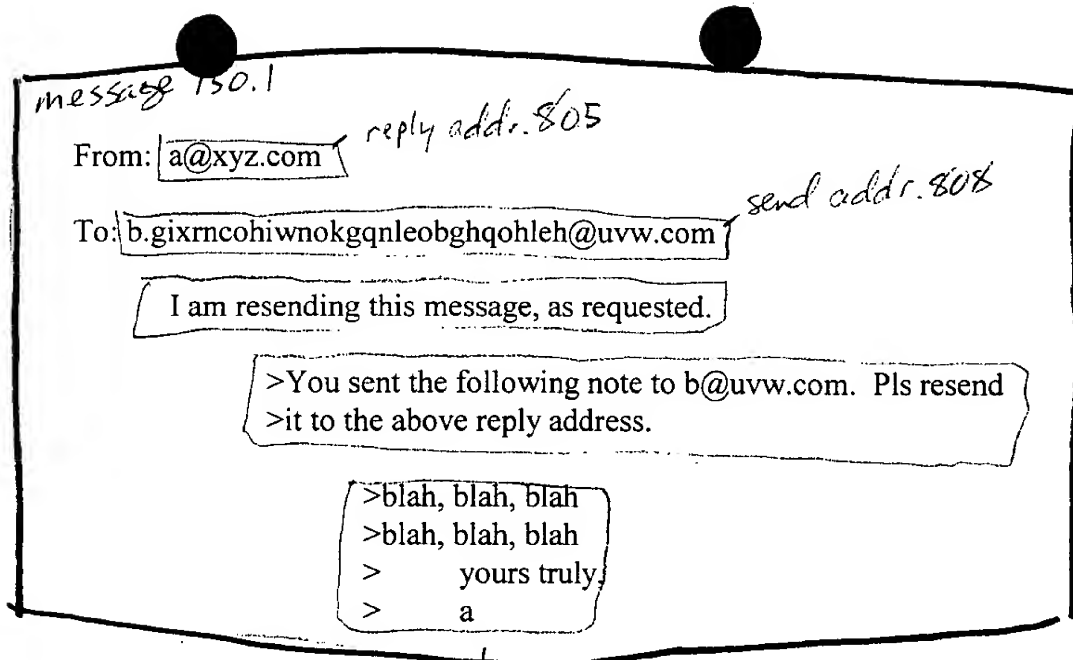 message 150.1
From: a@xyz.com reply addr. 805
To: b.gixrncohiwnokgqnleobghqohleh@uvw.com send addr. 808
I am resending this message, as requested.
>You sent the following note to b@uvw.com. Pls resend
>it to the above reply address.
>blah, blah, blah
>blah, blah, blah
> yours truly,
> a